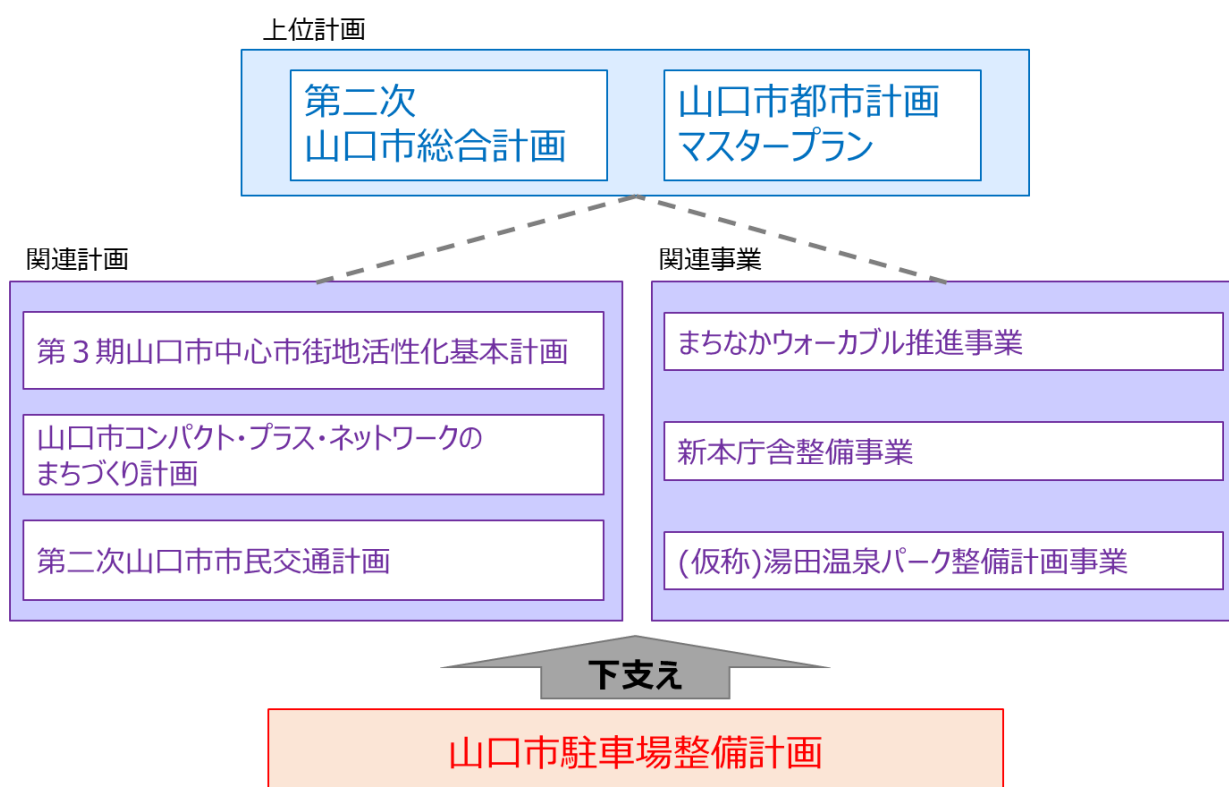 上位計画
第二次
山口市総合計画
山口市都市計画
マスタープラン
関連計画
第３期山口市中心市街地活性化基本計画
山口市コンパクト・プラス・ネットワークの
まちづくり計画
第二次山口市市民交通計画
関連事業
まちなかウォーカブル推進事業
新本庁舎整備事業
(仮称)湯田温泉パーク整備計画事業
下支え
山口市駐車場整備計画